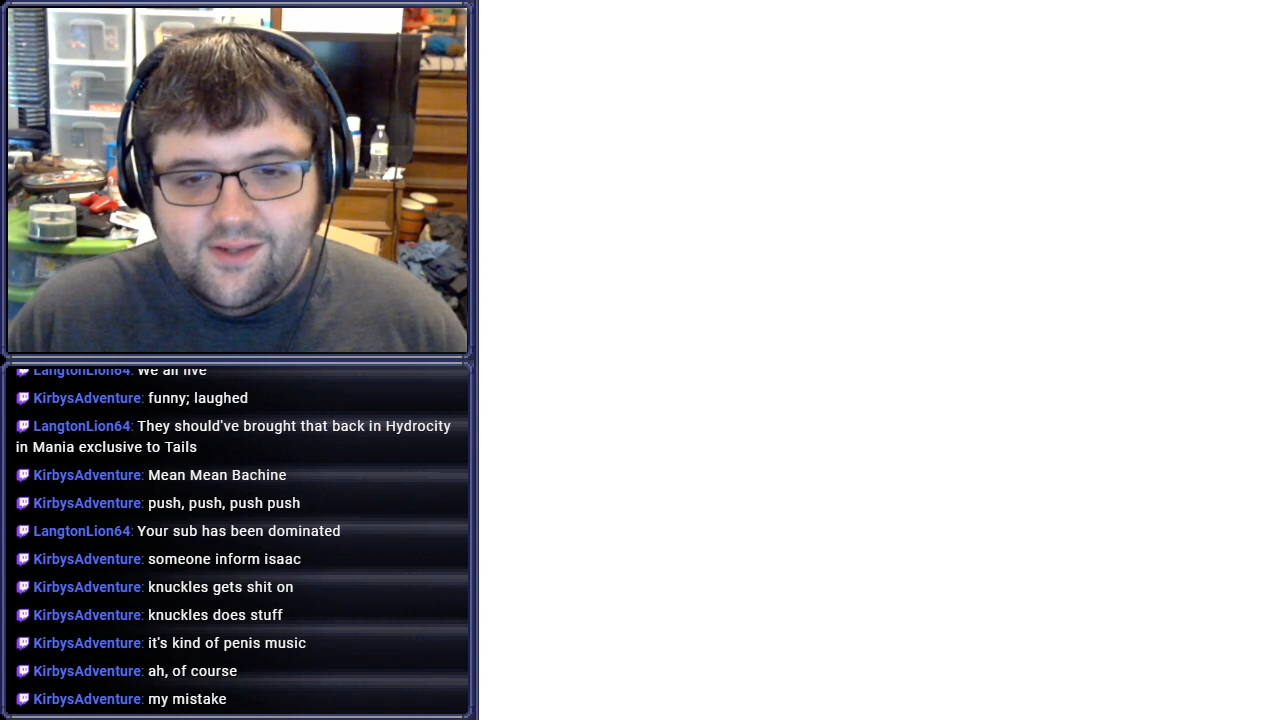 LangtonLion64: We all live
KirbysAdventure: funny; laughed
LangtonLion64: They should've brought that back in Hydrocity
in Mania exclusive to Tails
KirbysAdventure: Mean Mean Bachine
KirbysAdventure: push, push, push push
LangtonLion64: Your sub has been dominated
KirbysAdventure: someone inform isaac
KirbysAdventure: knuckles gets shit on
KirbysAdventure: knuckles does stuff
KirbysAdventure: it's kind of penis music
KirbysAdventure: ah, of course
KirbysAdventure: my mistake